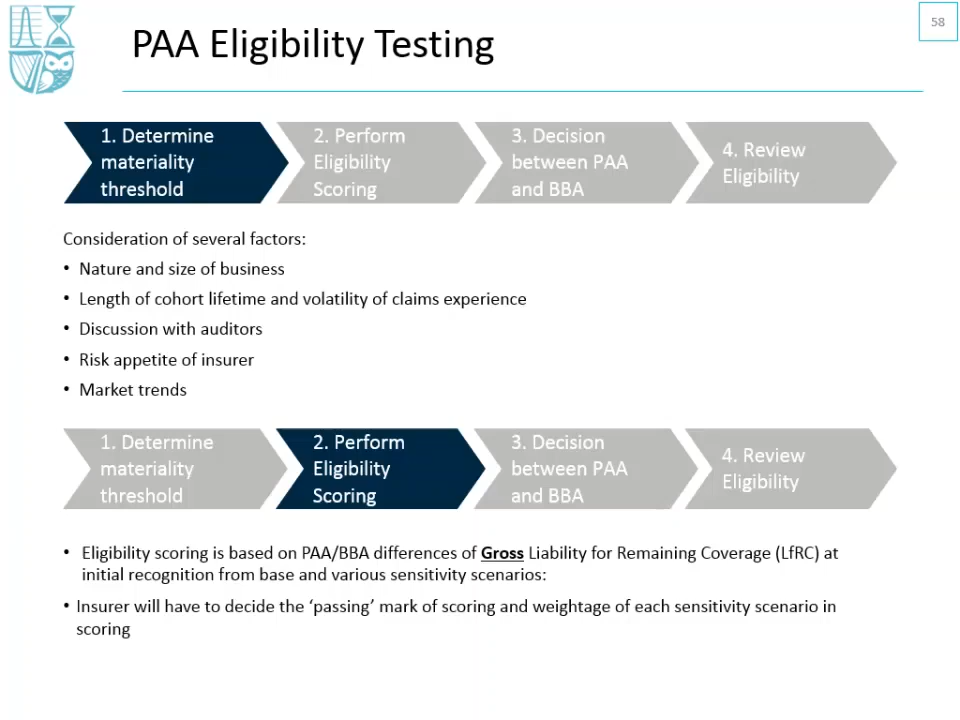 58
PAA Eligibility Testing
1. Determine
materiality
threshold
2. Perform
Eligibility
Scoring
3. Decision
between PAA
and BBA
4. Review
Eligibility
Consideration of several factors:
• Nature and size of business
• Length of cohort lifetime and volatility of claims experience
• Discussion with auditors
• Risk appetite of insurer
• Market trends
1. Determine
materiality
threshold
2. Perform
Eligibility
Scoring
3. Decision
between PAA
and BBA
4. Review
Eligibility
• Eligibility scoring is based on PAA/BBA differences of Gross Liability for Remaining Coverage (LfRC) at
initial recognition from base and various sensitivity scenarios:
• Insurer will have to decide the ‘passing’ mark of scoring and weightage of each sensitivity scenario in
scoring